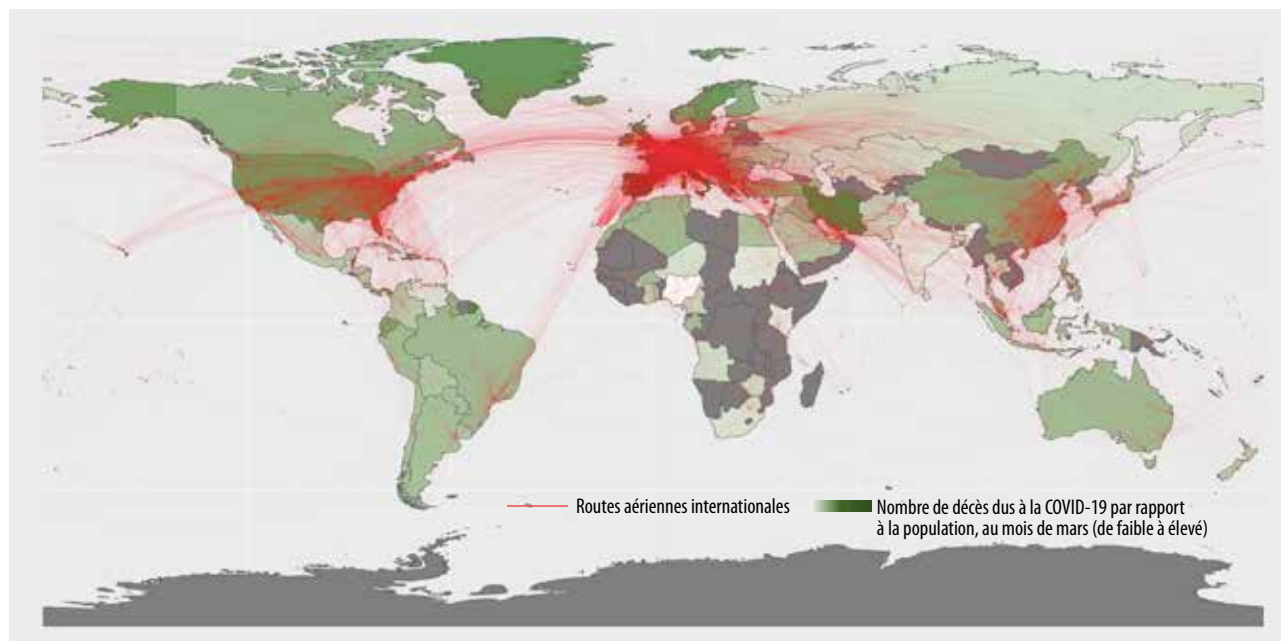 Routes aériennes internationales
Nombre de décès dus à la COVID-19 par rapport
à la population, au mois de mars (de faible à élevé)